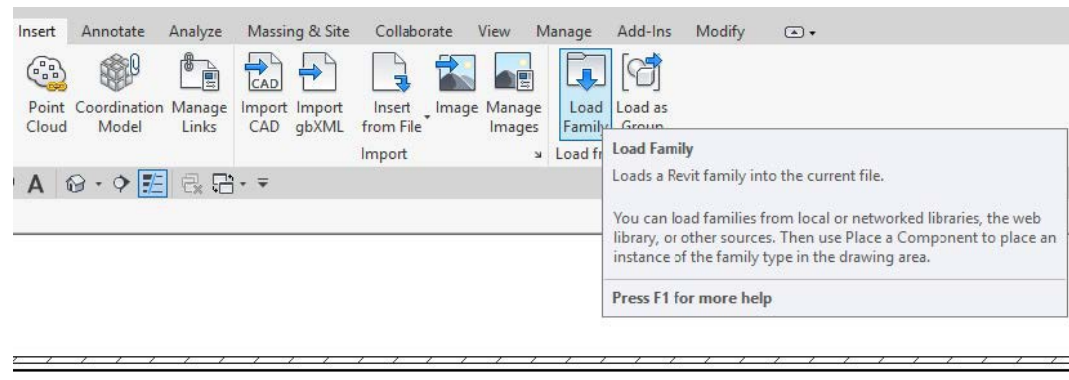 Insert Annotate Analyze Massing & Site Collaborate View Manage Add-Ins Modify
Point Coordination Manage Import Import Insert Image Manage Load Load as
Cloud Model Links CAD gbXML from File Images Family Group
CAD
Import Load fr
A
Load Family
Loads a Revit family into the current file.
You can load families from local or networked libraries, the web
library, or other sources. Then use Place a Component to place an
instance of the family type in the drawing area.
Press F1 for more help